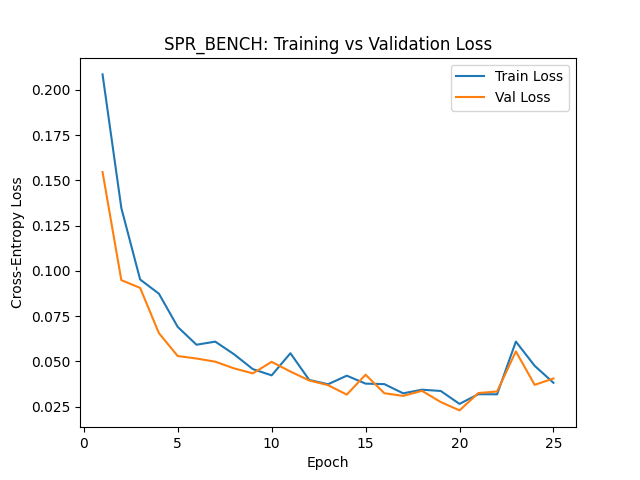 SPR_BENCH: Training vs Validation Loss
Train Loss
Val Loss
Cross-Entropy Loss
0.200
0.175
0.150
0.125
0.100
0.075
0.050
0.025
0
5
10
15
20
25
Epoch